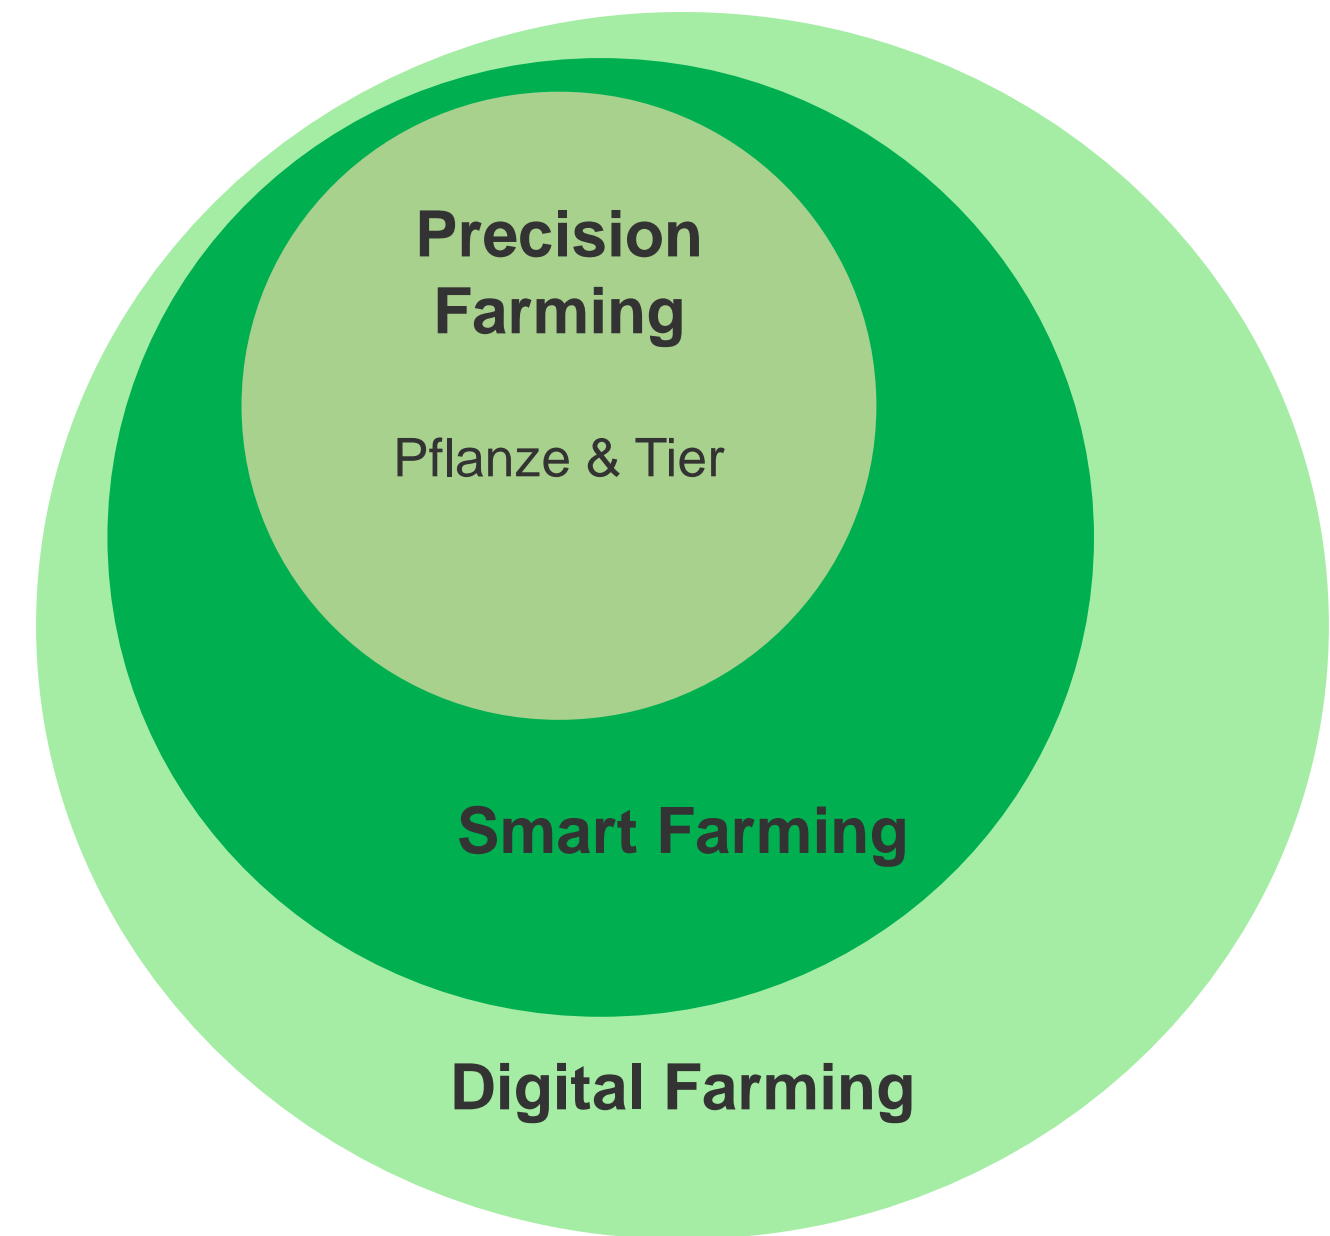 Precision
Farming
Pflanze & Tier
Smart Farming
Digital Farming